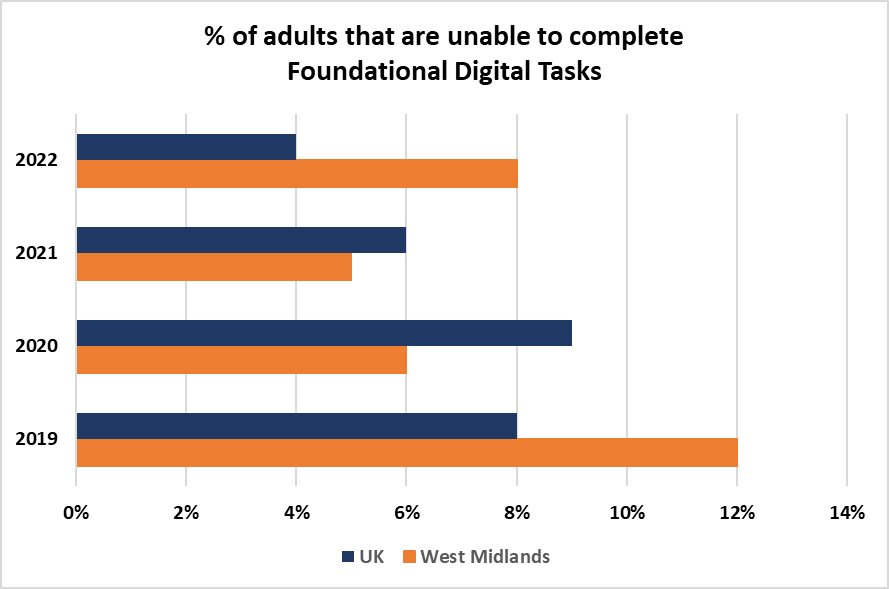 % of adults that are unable to complete
Foundational Digital Tasks
2022
2021
2020
2019
0% 2% 4% 6% 8% 10% 12% 14%
UK West Midlands